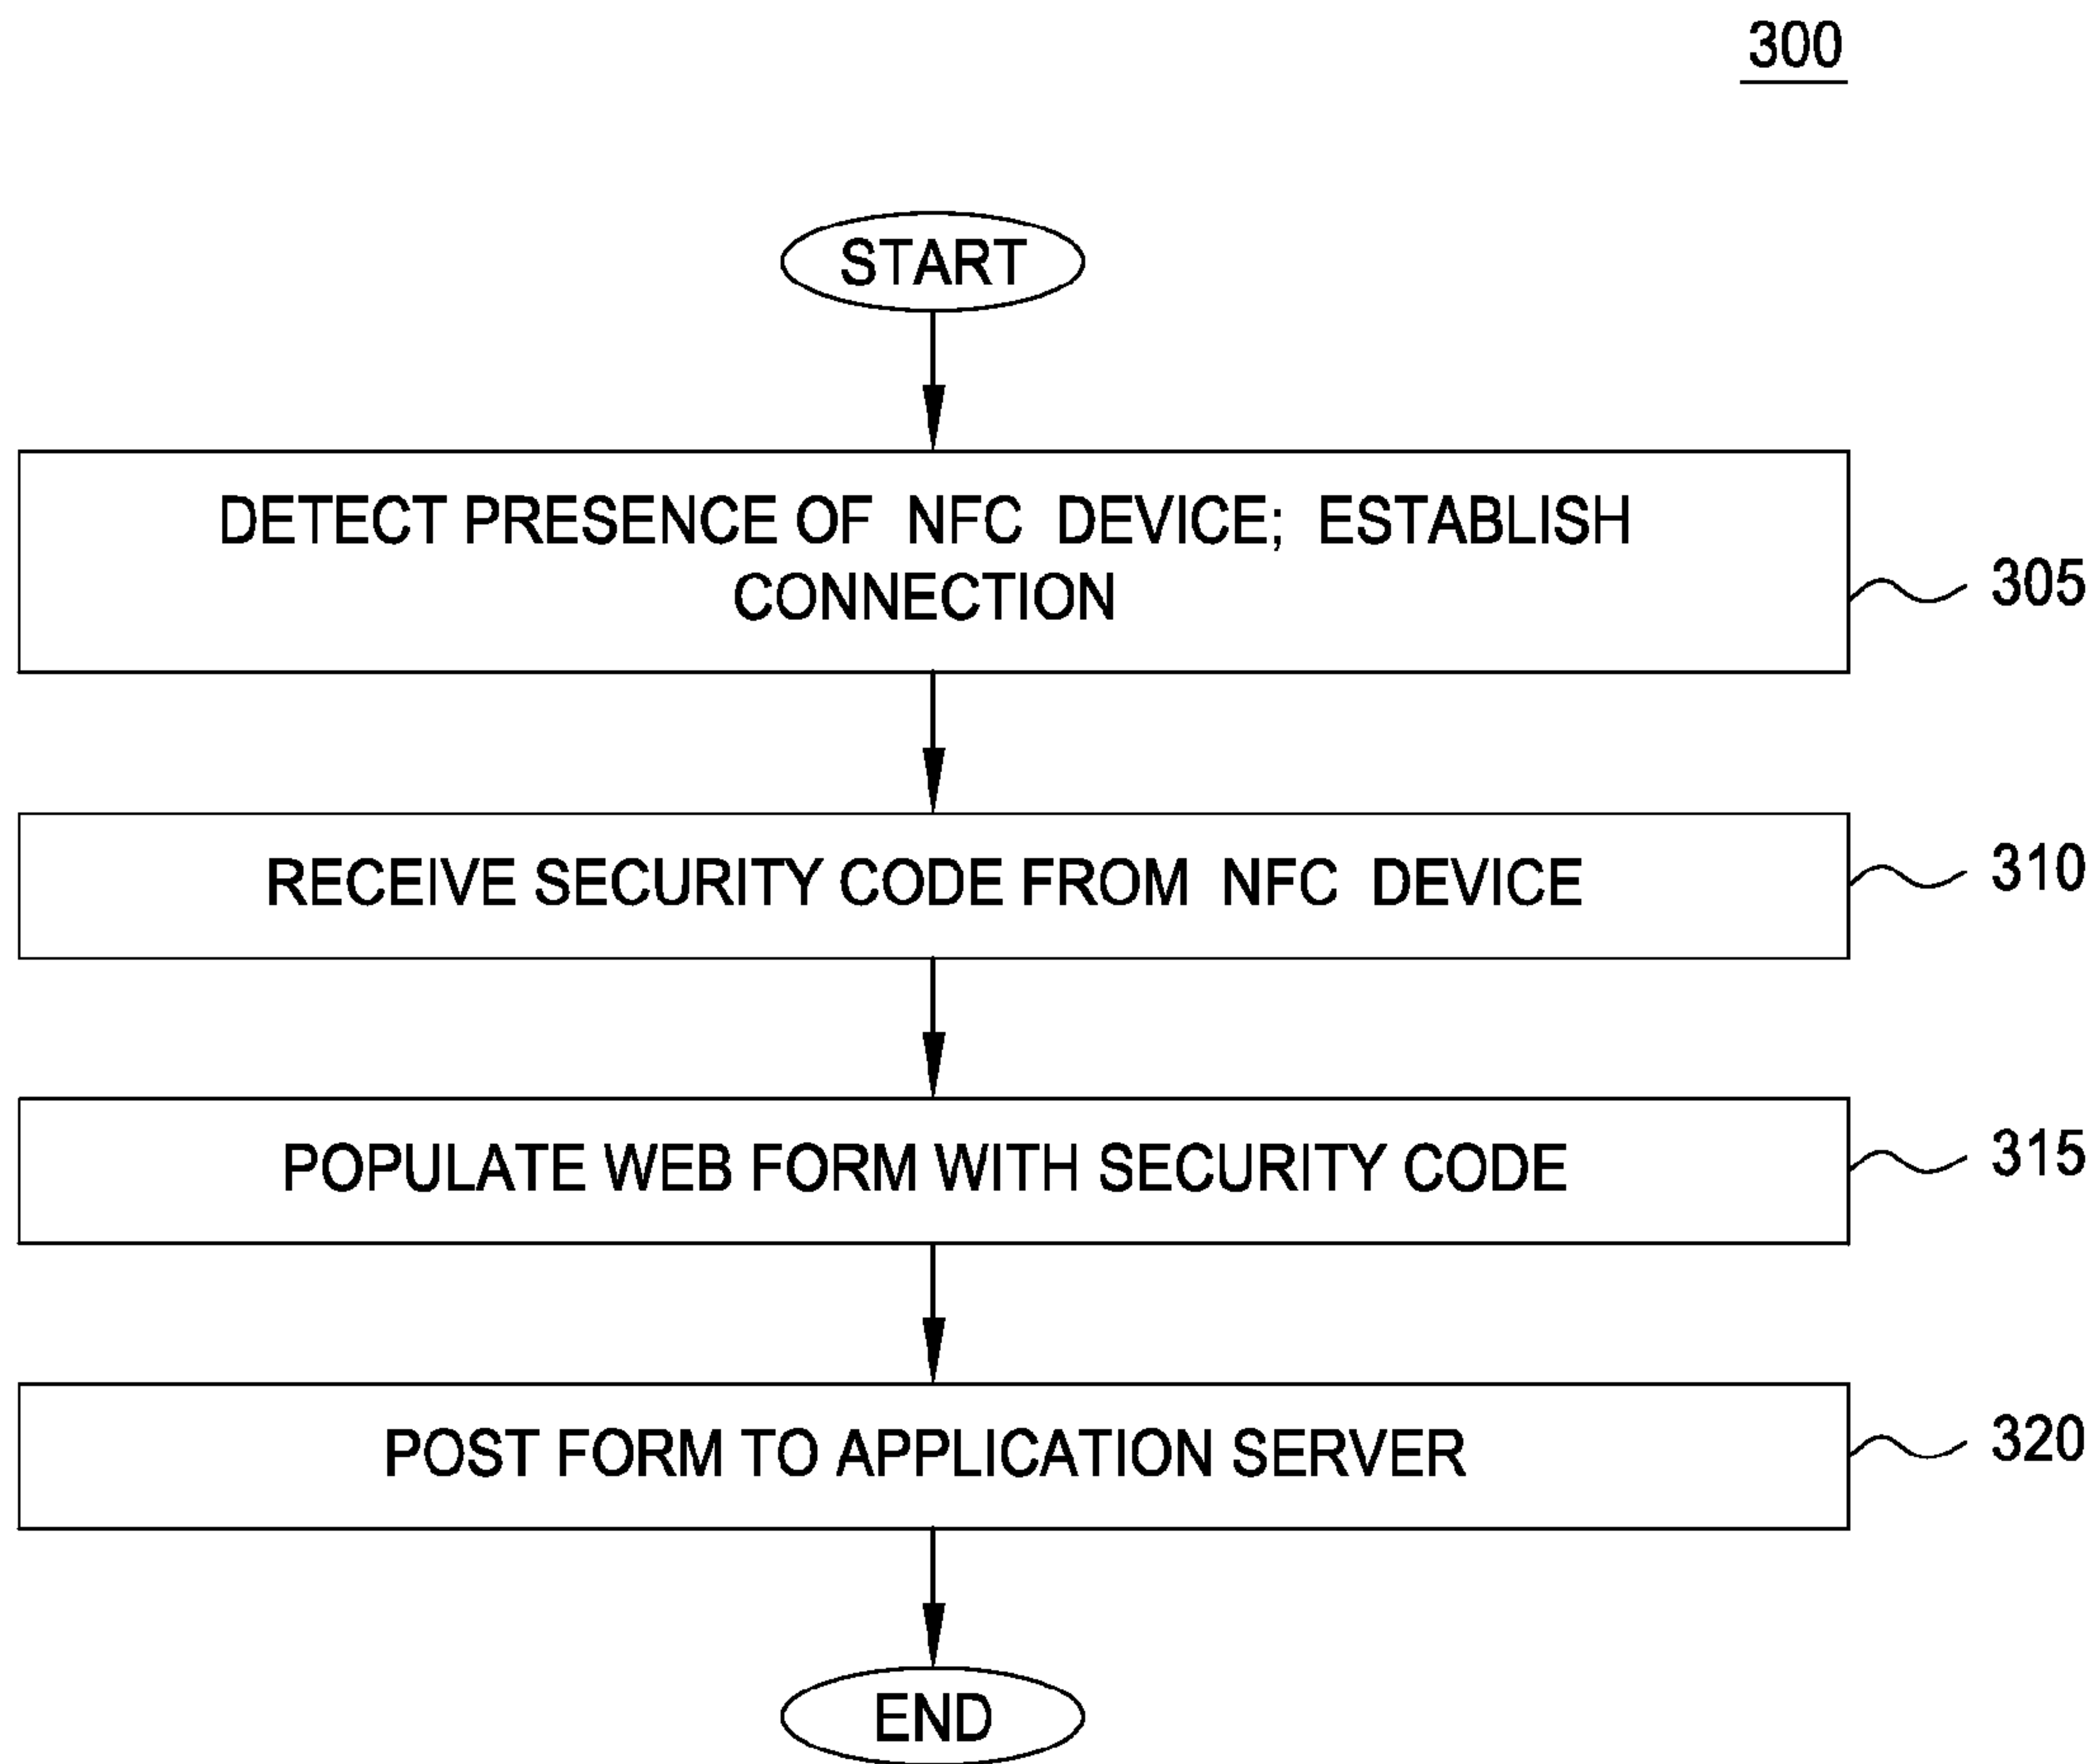 300
START
DETECT PRESENCE OF NFC DEVICE; ESTABLISH
CONNECTION
305
RECEIVE SECURITY CODE FROM NFC DEVICE
310
POPULATE WEB FORM WITH SECURITY CODE
315
POST FORM TO APPLICATION SERVER
320
END